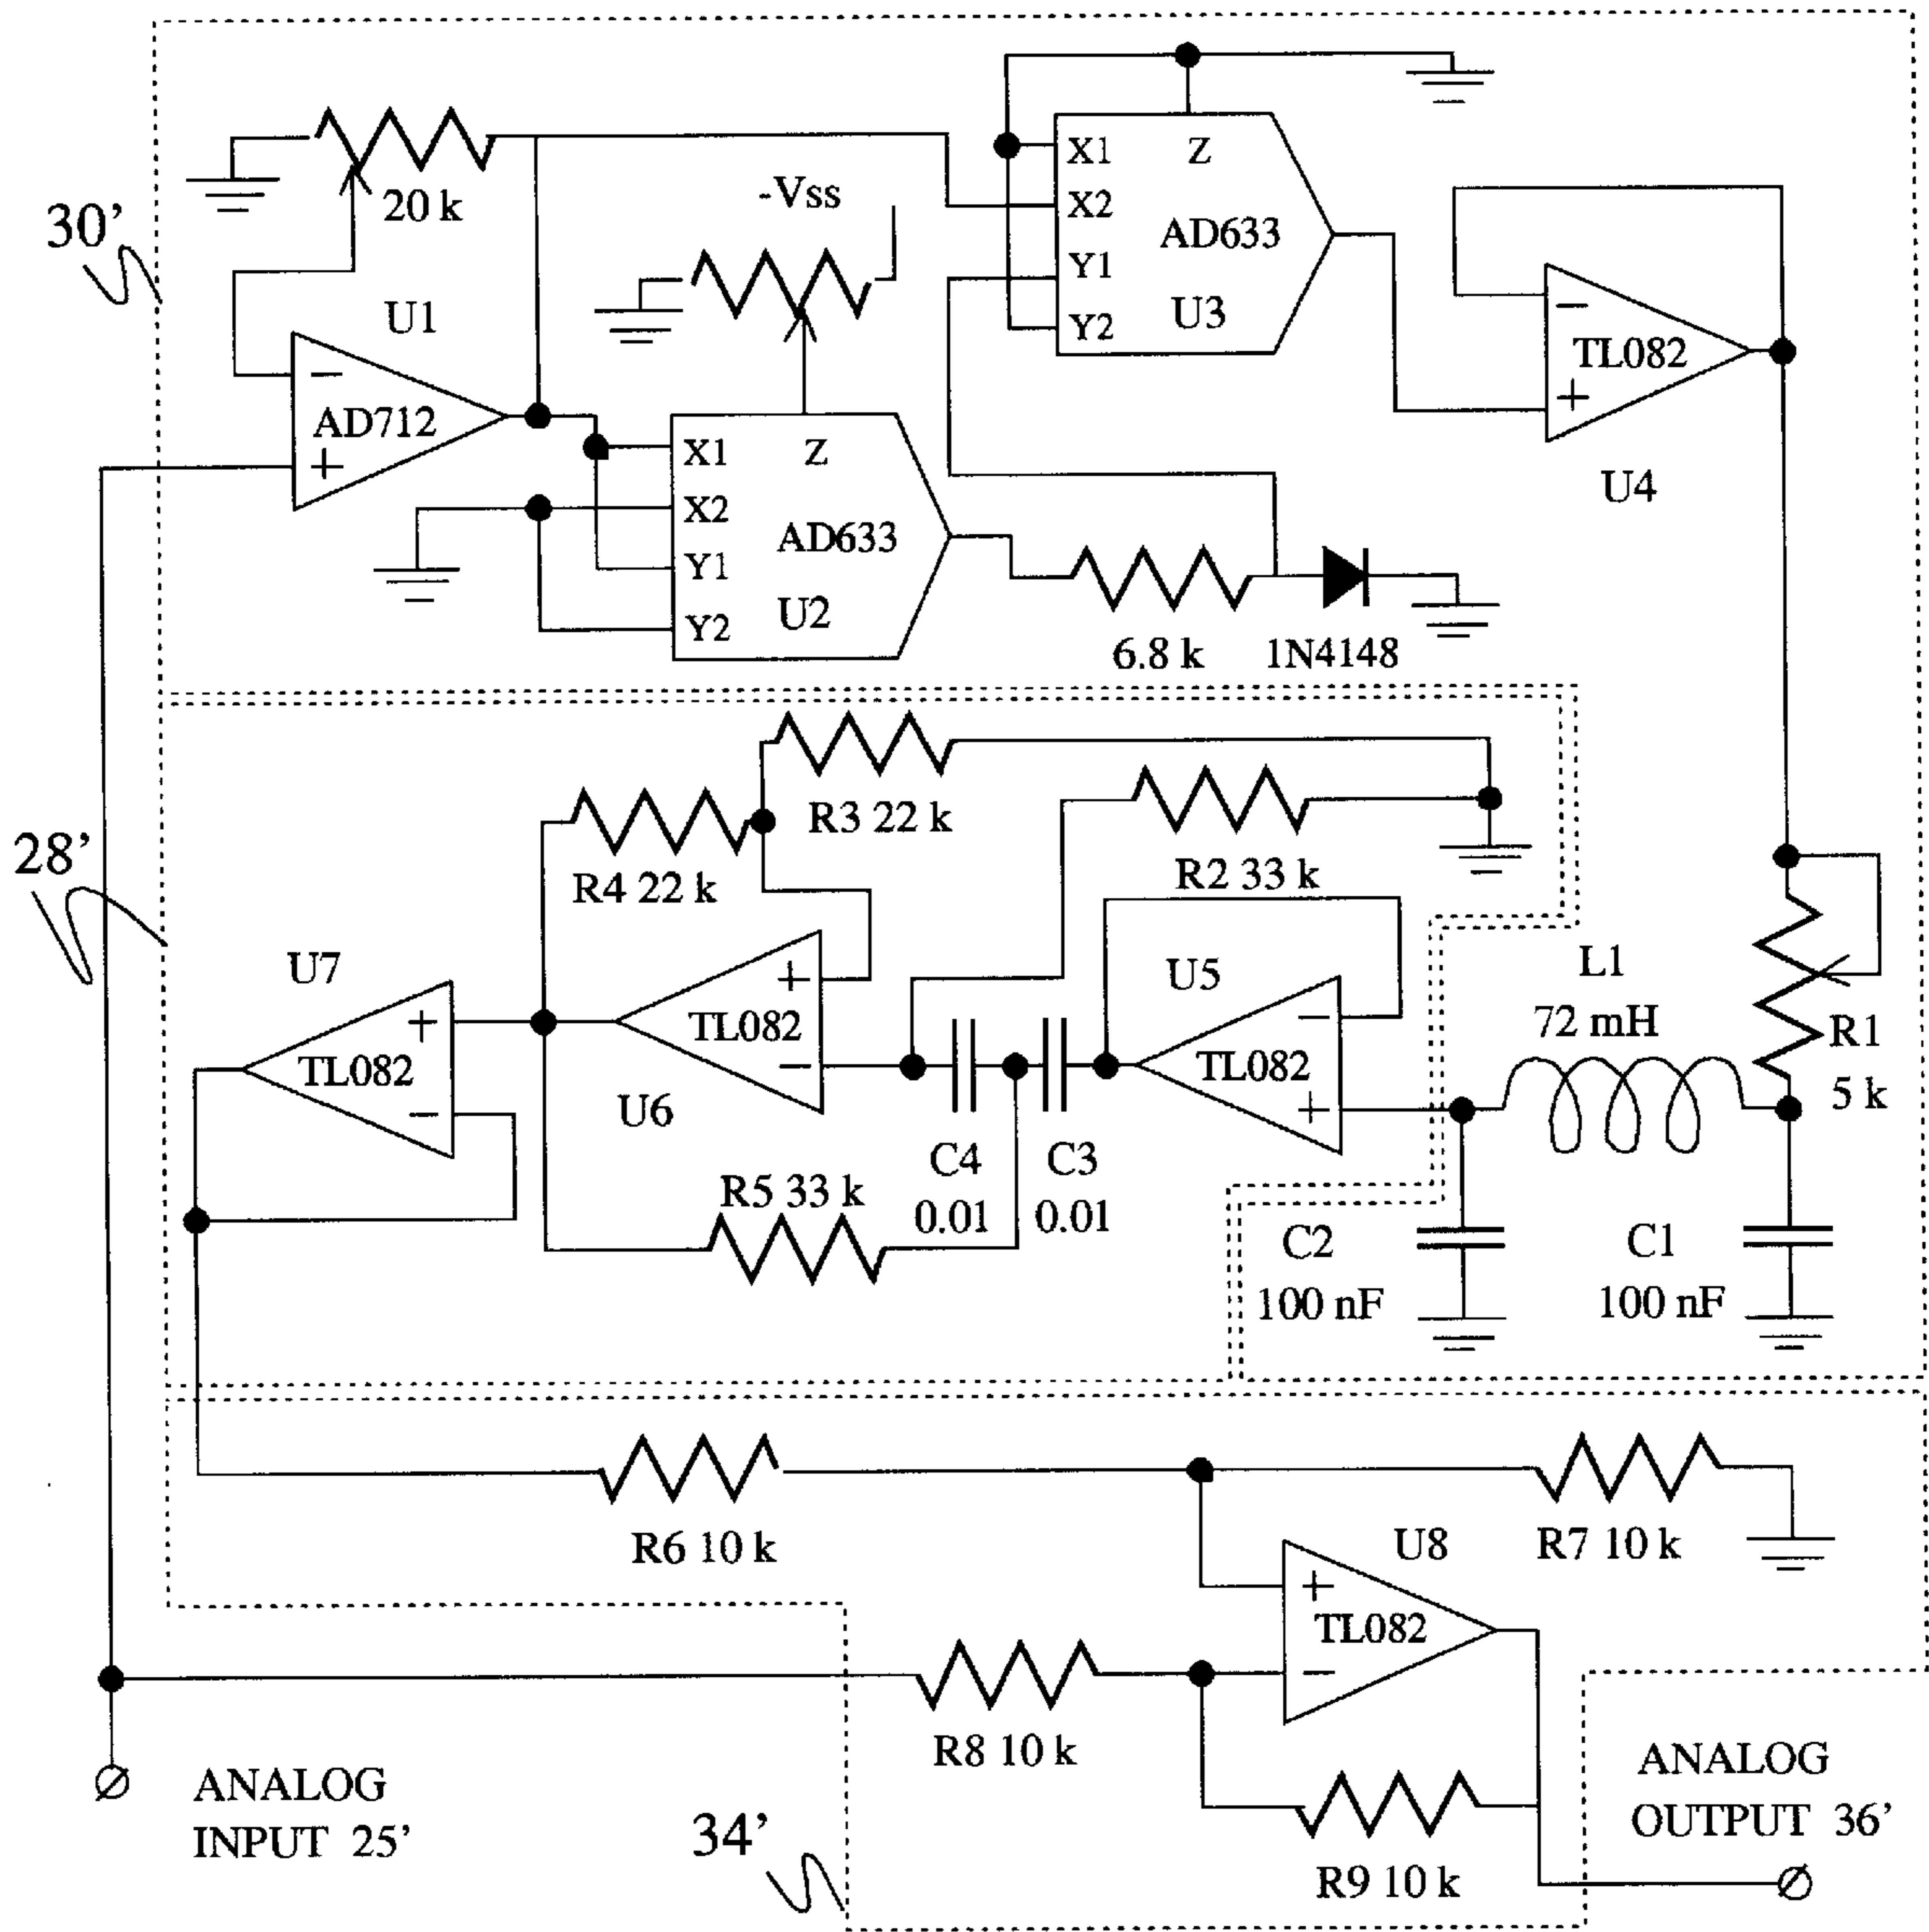 30'
20 k
-Vss
X1
Z
X2
AD633
Y1
U3
Y2
U1
−
AD712
+
−
TL082
+
U4
X1
Z
X2
AD633
Y1
U2
Y2
6.8 k
1N4148
28'
R3 22 k
R4 22 k
R2 33 k
U7
+
TL082
−
+
TL082
−
U6
U5
−
TL082
+
L1
72 mH
R1
5 k
C4
0.01
C3
0.01
R5 33 k
C2
100 nF
C1
100 nF
R6 10 k
U8
R7 10 k
+
TL082
−
R8 10 k
R9 10 k
ANALOG
INPUT 25'
34'
ANALOG
OUTPUT 36'